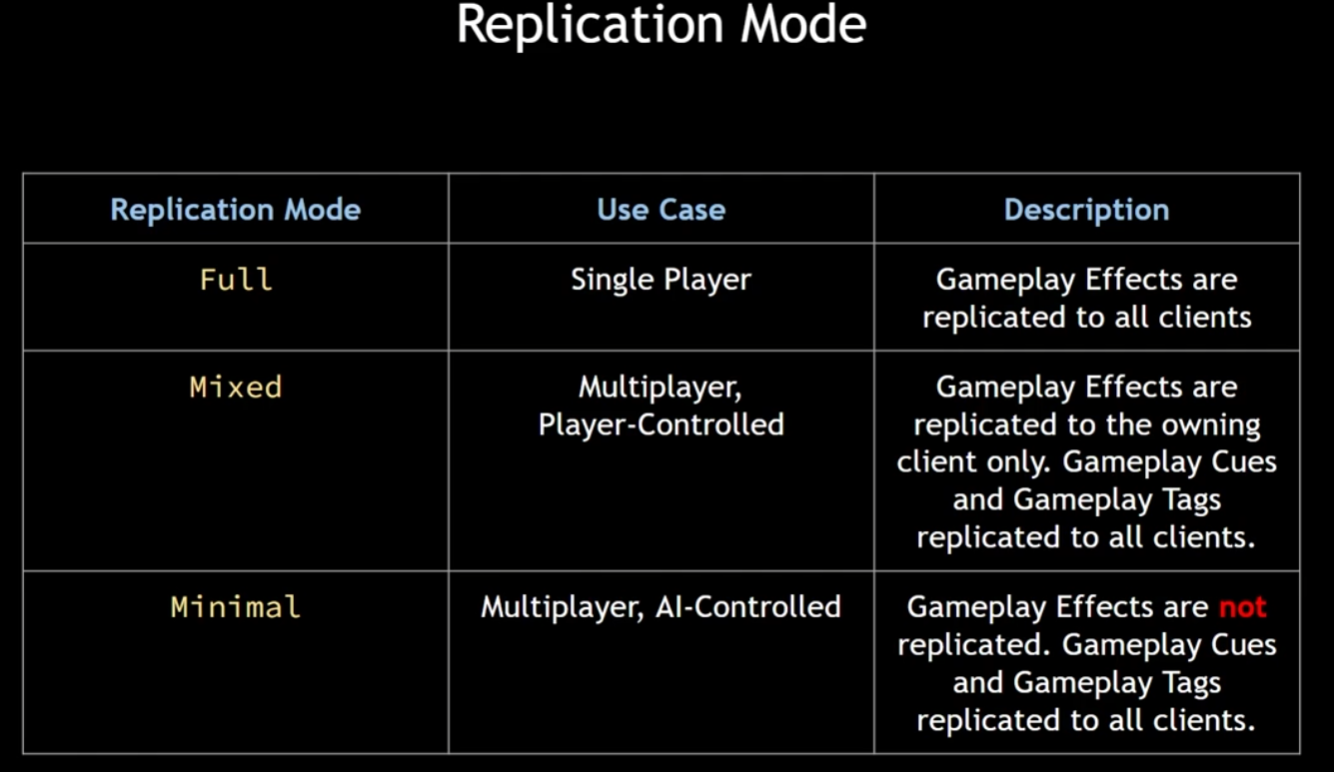 Replication Mode
Replication Mode
Use Case
Description
Full
Single Player
Gameplay Effects are
replicated to all clients
Mixed
Multiplayer,
Player-Controlled
Gameplay Effects are
replicated to the owning
client only. Gameplay Cues
and Gameplay Tags
replicated to all clients.
Minimal
Multiplayer, AI-Controlled
Gameplay Effects are not
replicated. Gameplay Cues
and Gameplay Tags
replicated to all clients.